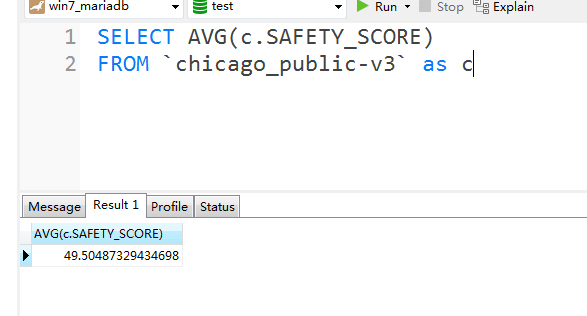 win7_mariadb test Run Stop Explain
1 SELECT AVG(c.SAFETY_SCORE)
2 FROM `chicago_public-v3` as c
Message Result 1 Profile Status
AVG(c.SAFETY_SCORE)
49.50487329434698